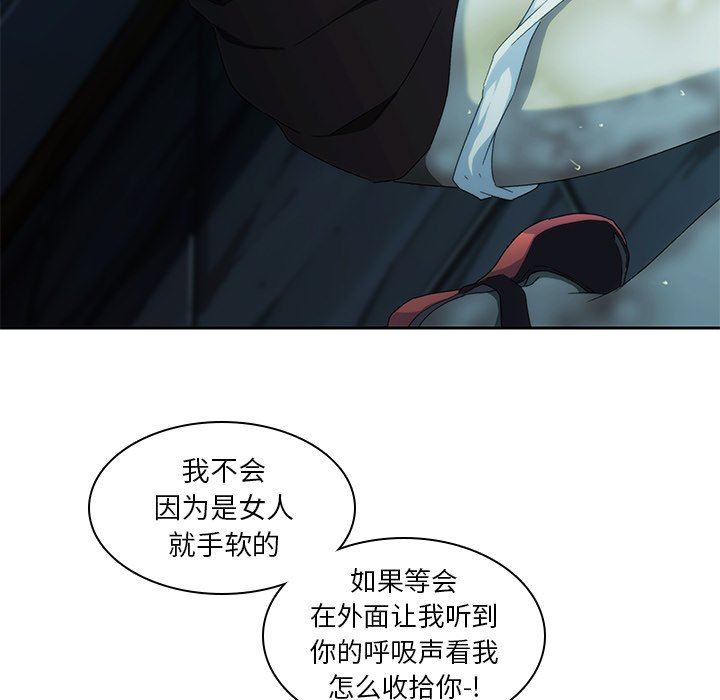 我不会
因为是女人
就手软的
如果等会
在外面让我听到
你的呼吸声看我
怎么收拾你-!